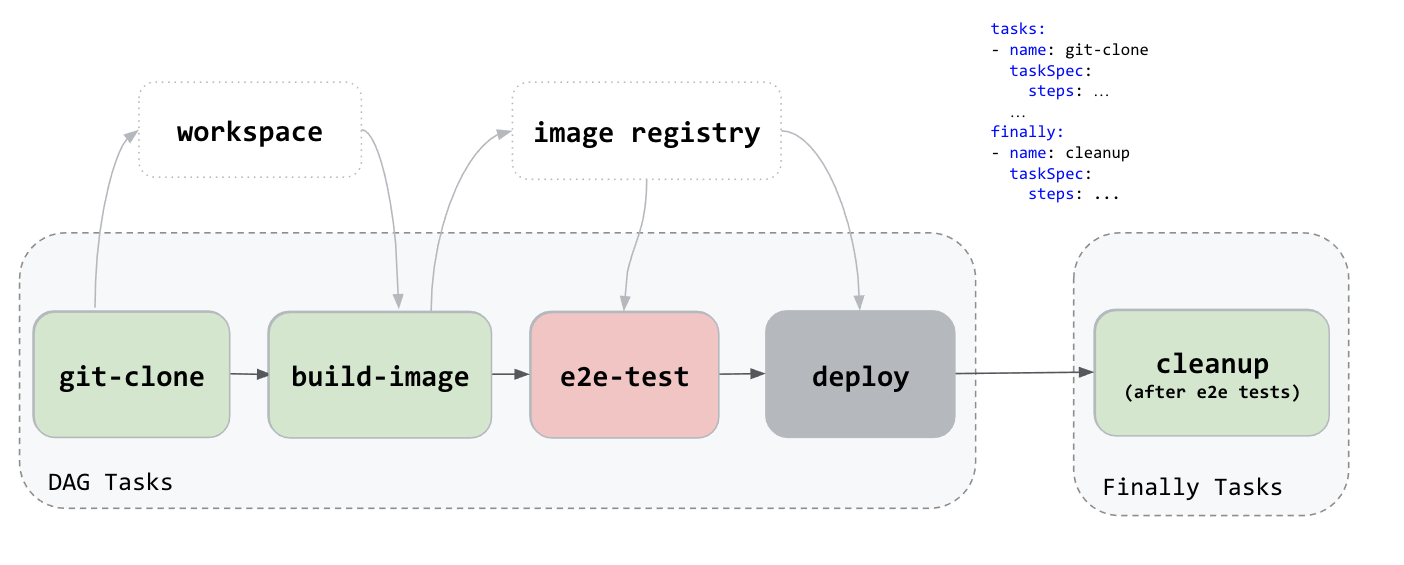 tasks:
- name: git-clone
  taskSpec:
    steps: …
  …
finally:
- name: cleanup
  taskSpec:
    steps: ...
workspace
image registry
git-clone
build-image
e2e-test
deploy
cleanup
(after e2e tests)
DAG Tasks
Finally Tasks